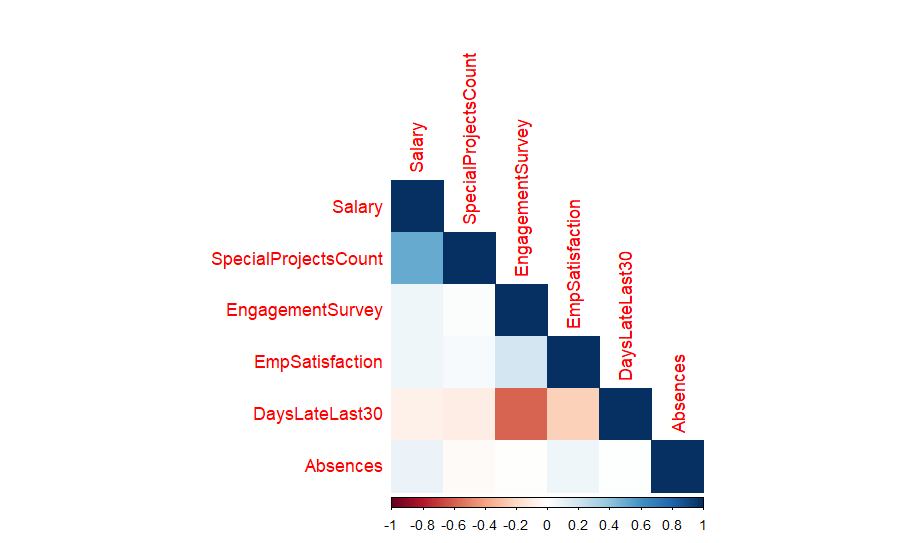 Salary
SpecialProjectsCount
EngagementSurvey
EmpSatisfaction
DaysLateLast30
Absences
Salary
SpecialProjectsCount
EngagementSurvey
EmpSatisfaction
DaysLateLast30
Absences
-1 -0.8 -0.6 -0.4 -0.2 0 0.2 0.4 0.6 0.8 1